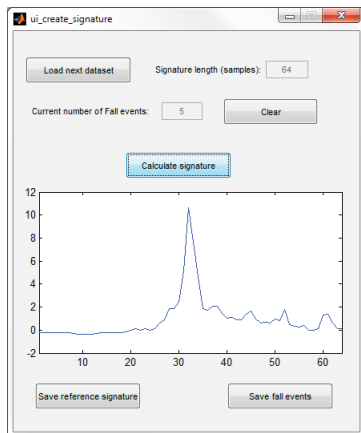 ui_create_signature
Load next dataset
Signature length (samples): 64
Current number of Fall events: 5
Clear
Calculate signature
12
10
8
6
4
2
0
-2
10 20 30 40 50 60
Save reference signature
Save fall events